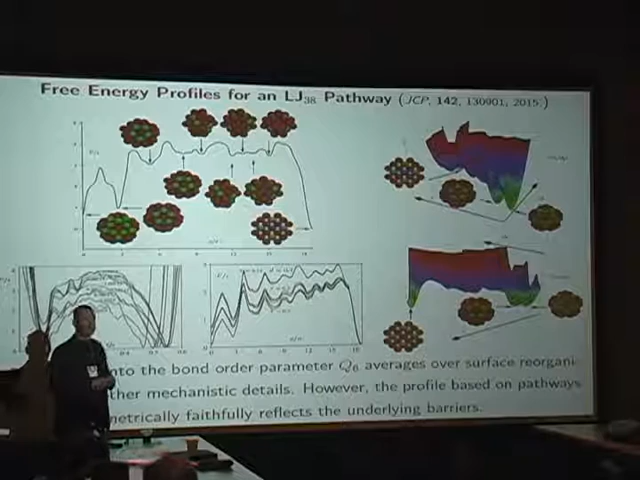 Free Energy Profiles for an LJ38 Pathway (JCP, 142, 130901, 2015.)
nto the bond order parameter Q6 averages over surface reorgani
ther mechanistic details. However, the profile based on pathways
metrically faithfully reflects the underlying barriers.